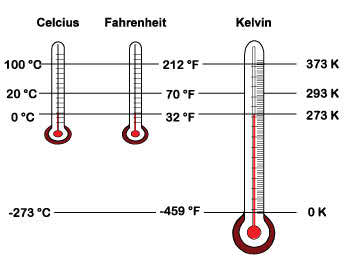 Celcius Fahrenheit Kelvin
100 °C 212 °F 373 K
20 °C 70 °F 293 K
0 °C 32 °F 273 K
-273 °C -459 °F 0 K